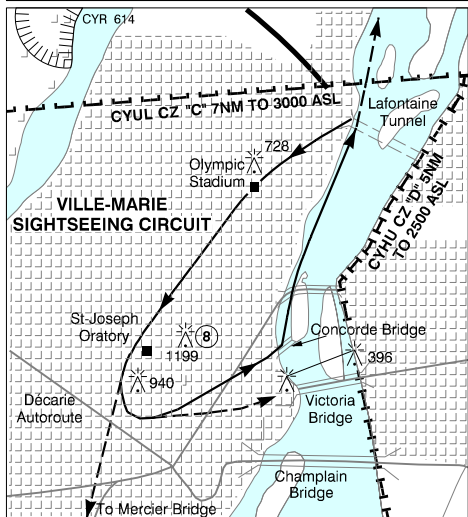 CYR 614
CYUL CZ "C" 7NM TO 3000 ASL
Lafontaine
Tunnel
728
Olympic
Stadium
CYHU CZ "D" 5NM
TO 2500 ASL
VILLE-MARIE
SIGHTSEEING CIRCUIT
St-Joseph
Oratory
8
1199
Concorde Bridge
396
940
Décarie
Autoroute
Victoria
Bridge
Champlain
Bridge
To Mercier Bridge